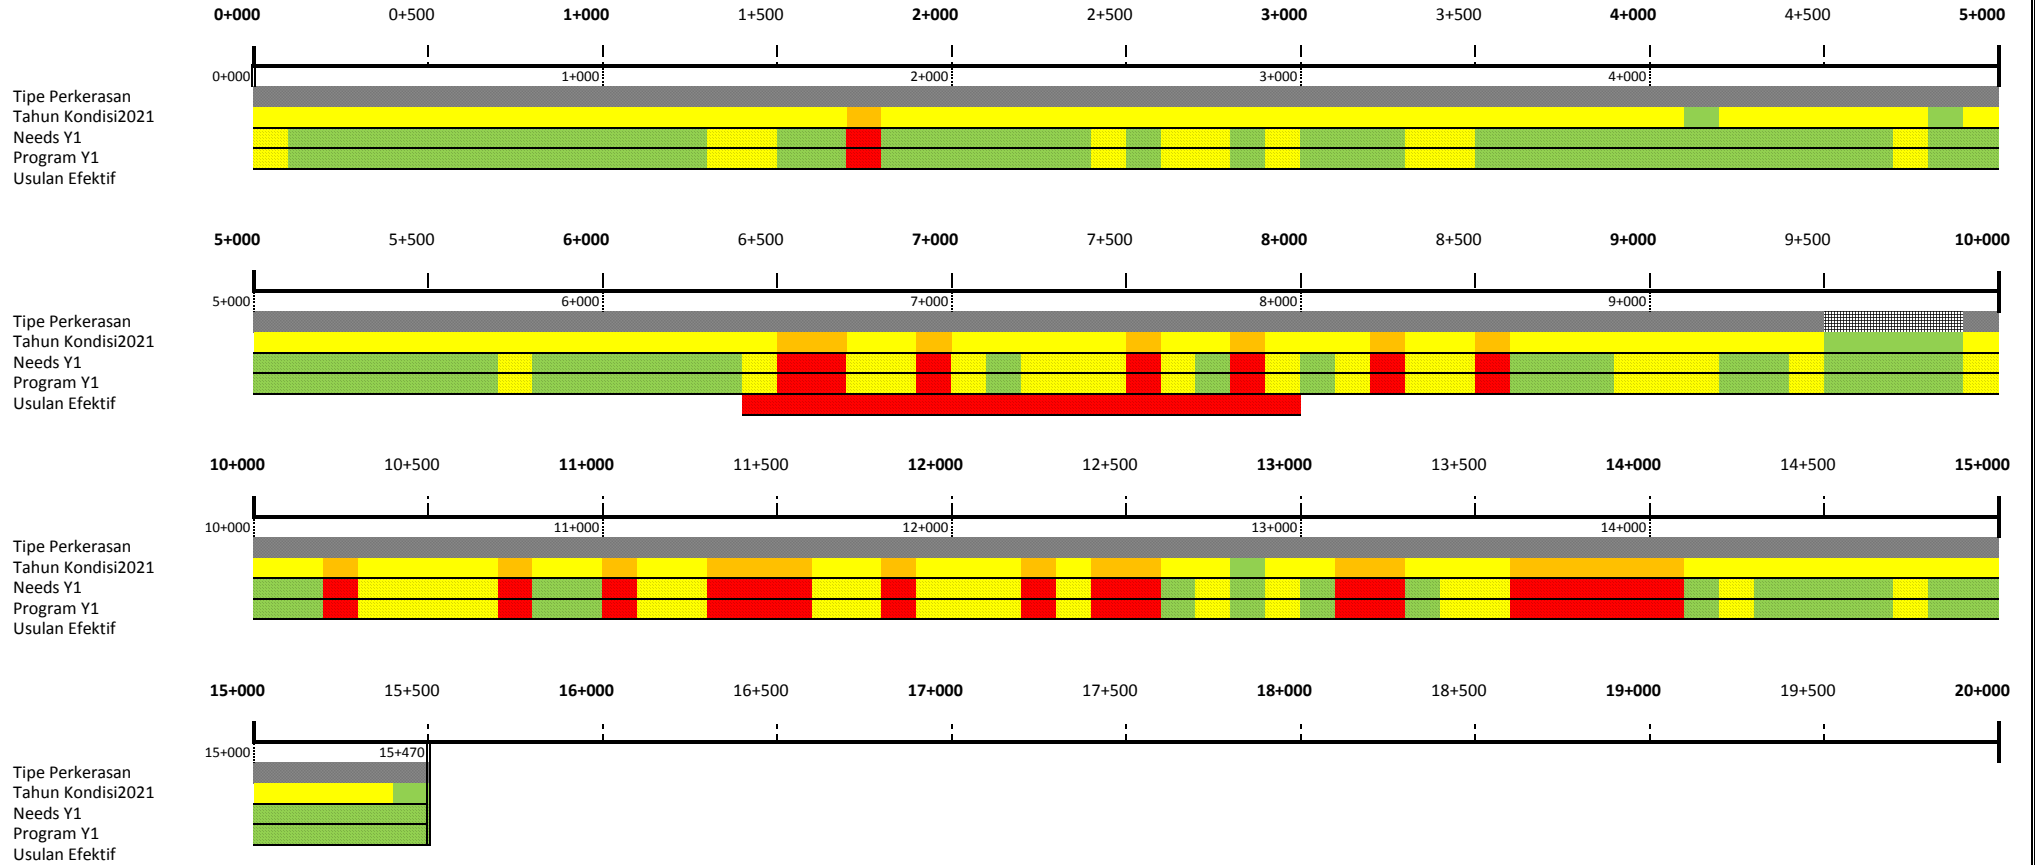 0+000 0+500 1+000 1+500 2+000 2+500 3+000 3+500 4+000 4+500 5+000
0+000 1+000 2+000 3+000 4+000
Tipe Perkerasan
Tahun Kondisi2021
Needs Y1
Program Y1
Usulan Efektif
5+000 5+500 6+000 6+500 7+000 7+500 8+000 8+500 9+000 9+500 10+000
5+000 6+000 7+000 8+000 9+000
Tipe Perkerasan
Tahun Kondisi2021
Needs Y1
Program Y1
Usulan Efektif
10+000 10+500 11+000 11+500 12+000 12+500 13+000 13+500 14+000 14+500 15+000
10+000 11+000 12+000 13+000 14+000
Tipe Perkerasan
Tahun Kondisi2021
Needs Y1
Program Y1
Usulan Efektif
15+000 15+500 16+000 16+500 17+000 17+500 18+000 18+500 19+000 19+500 20+000
15+000 15+470
Tipe Perkerasan
Tahun Kondisi2021
Needs Y1
Program Y1
Usulan Efektif